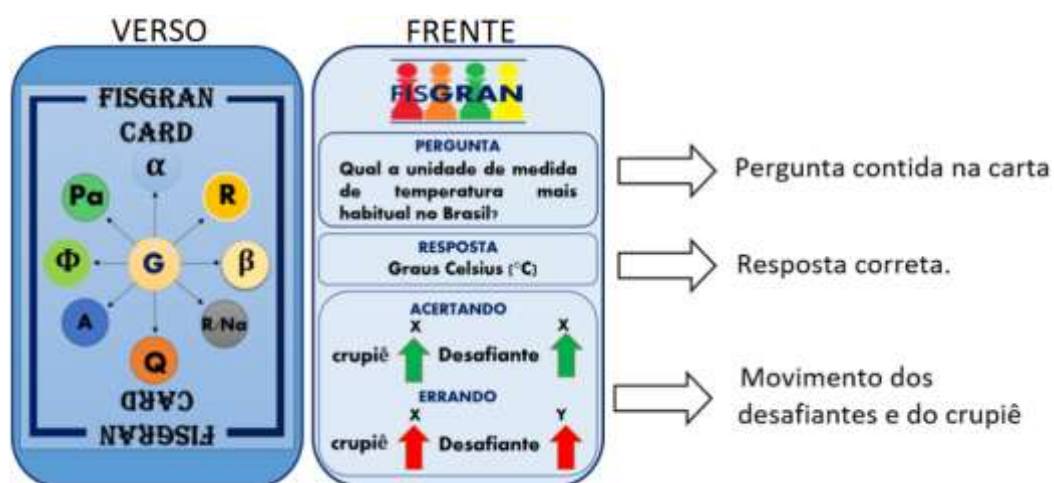 VERSO
FISGRAN
CARD
α
Pa
R
Φ
G
β
A
R/Na
Q
CARD
FISGRAN
FRENTE
FISGRAN
PERGUNTA
Qual a unidade de medida
de temperatura mais
habitual no Brasil?
RESPOSTA
Graus Celsius (°C)
ACERTANDO
X X
crupiê Desafiante
ERRANDO
X Y
crupiê Desafiante
Pergunta contida na carta
Resposta correta.
Movimento dos
desafiantes e do crupiê